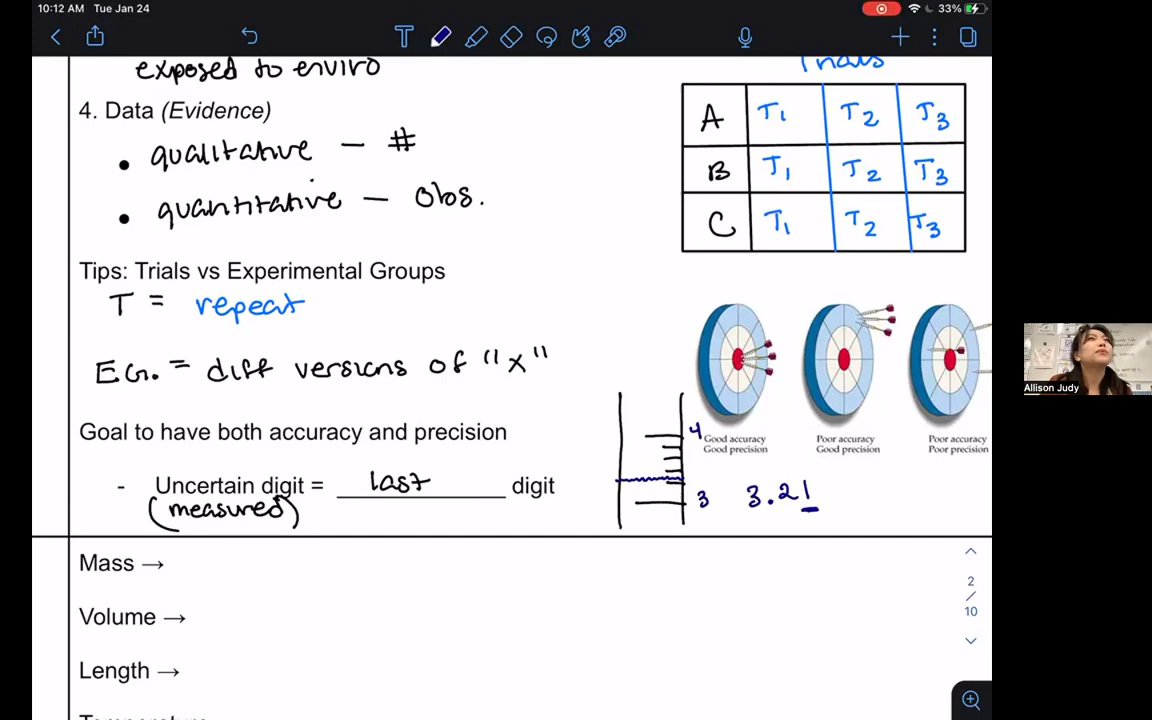 10:12 AM Tue Jan 24
33%
exposed to enviro
Trials
4. Data (Evidence)
• qualitative — #
• quantitative — Obs.
A T1 T2 T3
B T1 T2 T3
C T1 T2 T3
Tips: Trials vs Experimental Groups
T = repeat
E.G. = diff versions of "x"
Good accuracy
Good precision
Poor accuracy
Good precision
Poor accuracy
Poor precision
Goal to have both accuracy and precision
- Uncertain digit = last digit
(measured)
4
3
3.21
Mass →
Volume →
Length →
2
/
10
Allison Judy